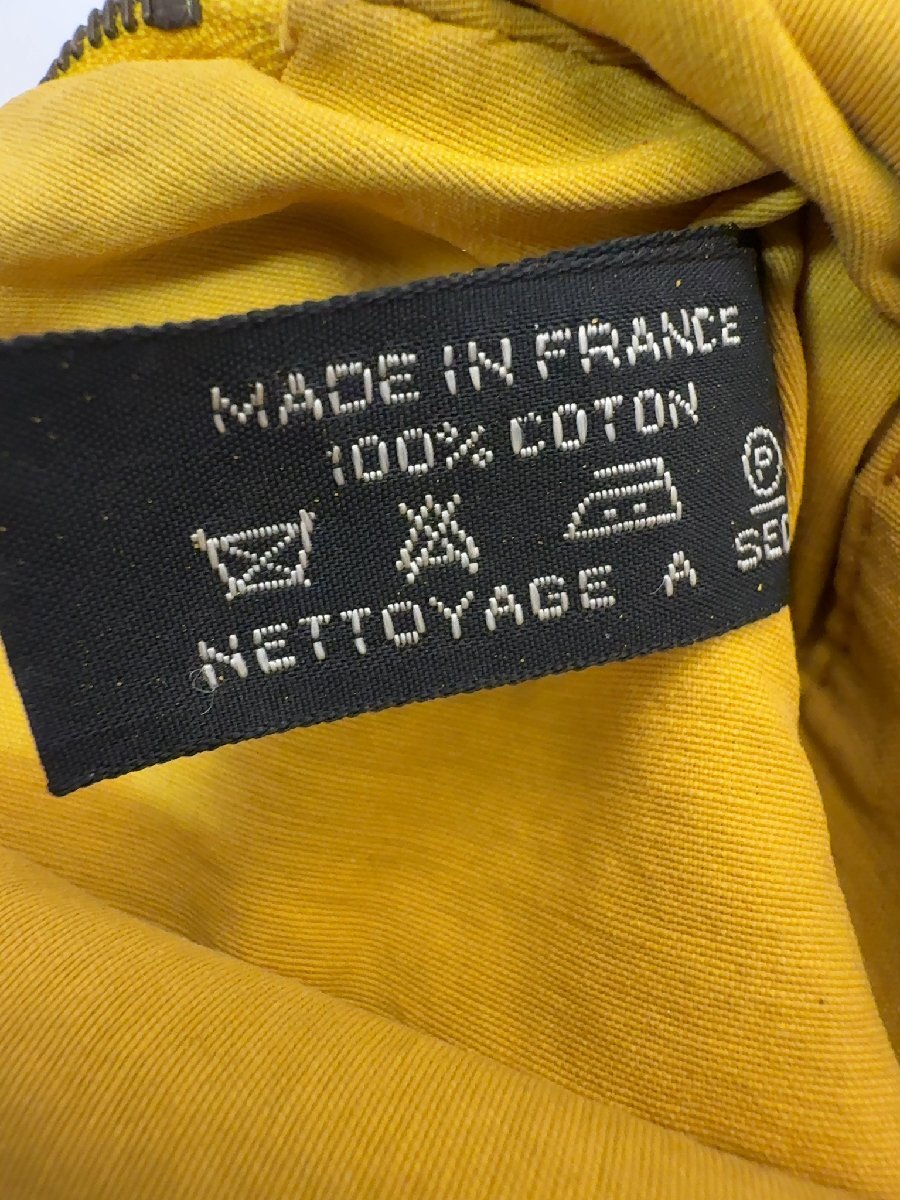 MADE IN FRANCE
100% COTON
P
NETTOYAGE A SEC